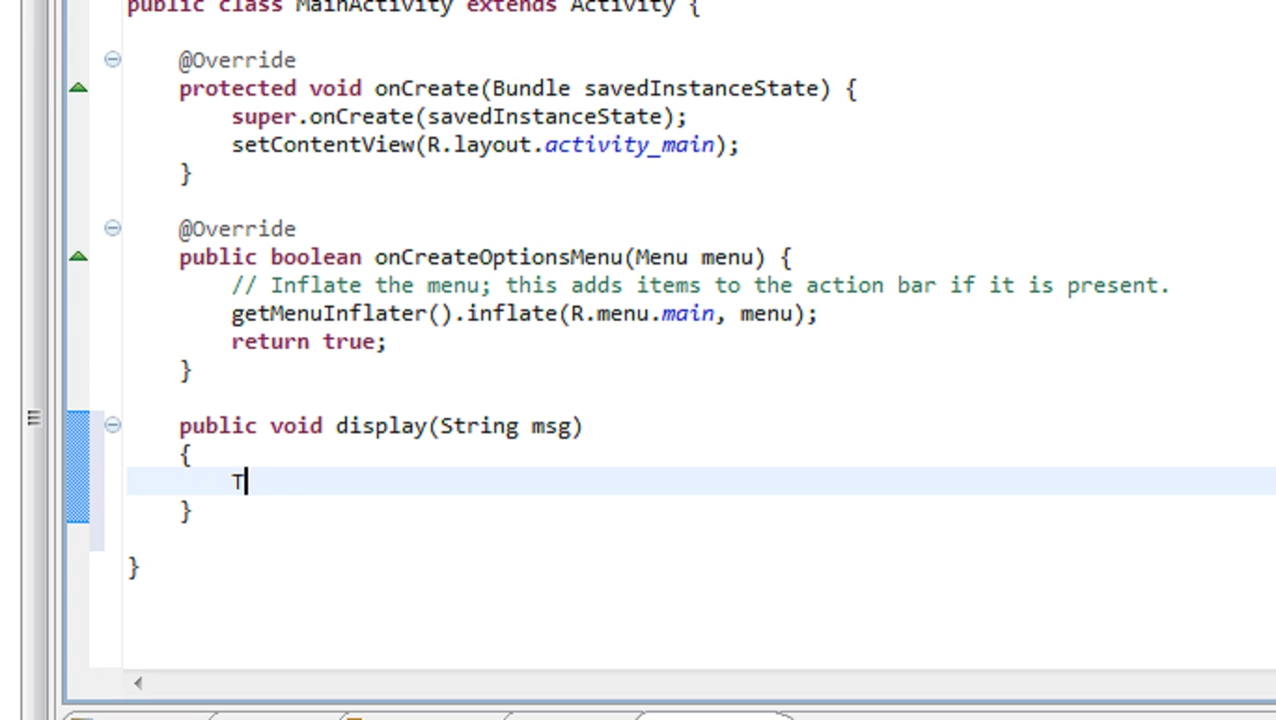 public class MainActivity extends Activity {
@Override
protected void onCreate(Bundle savedInstanceState) {
super.onCreate(savedInstanceState);
setContentView(R.layout.activity_main);
}
@Override
public boolean onCreateOptionsMenu(Menu menu) {
// Inflate the menu; this adds items to the action bar if it is present.
getMenuInflater().inflate(R.menu.main, menu);
return true;
}
public void display(String msg)
{
T
}
}